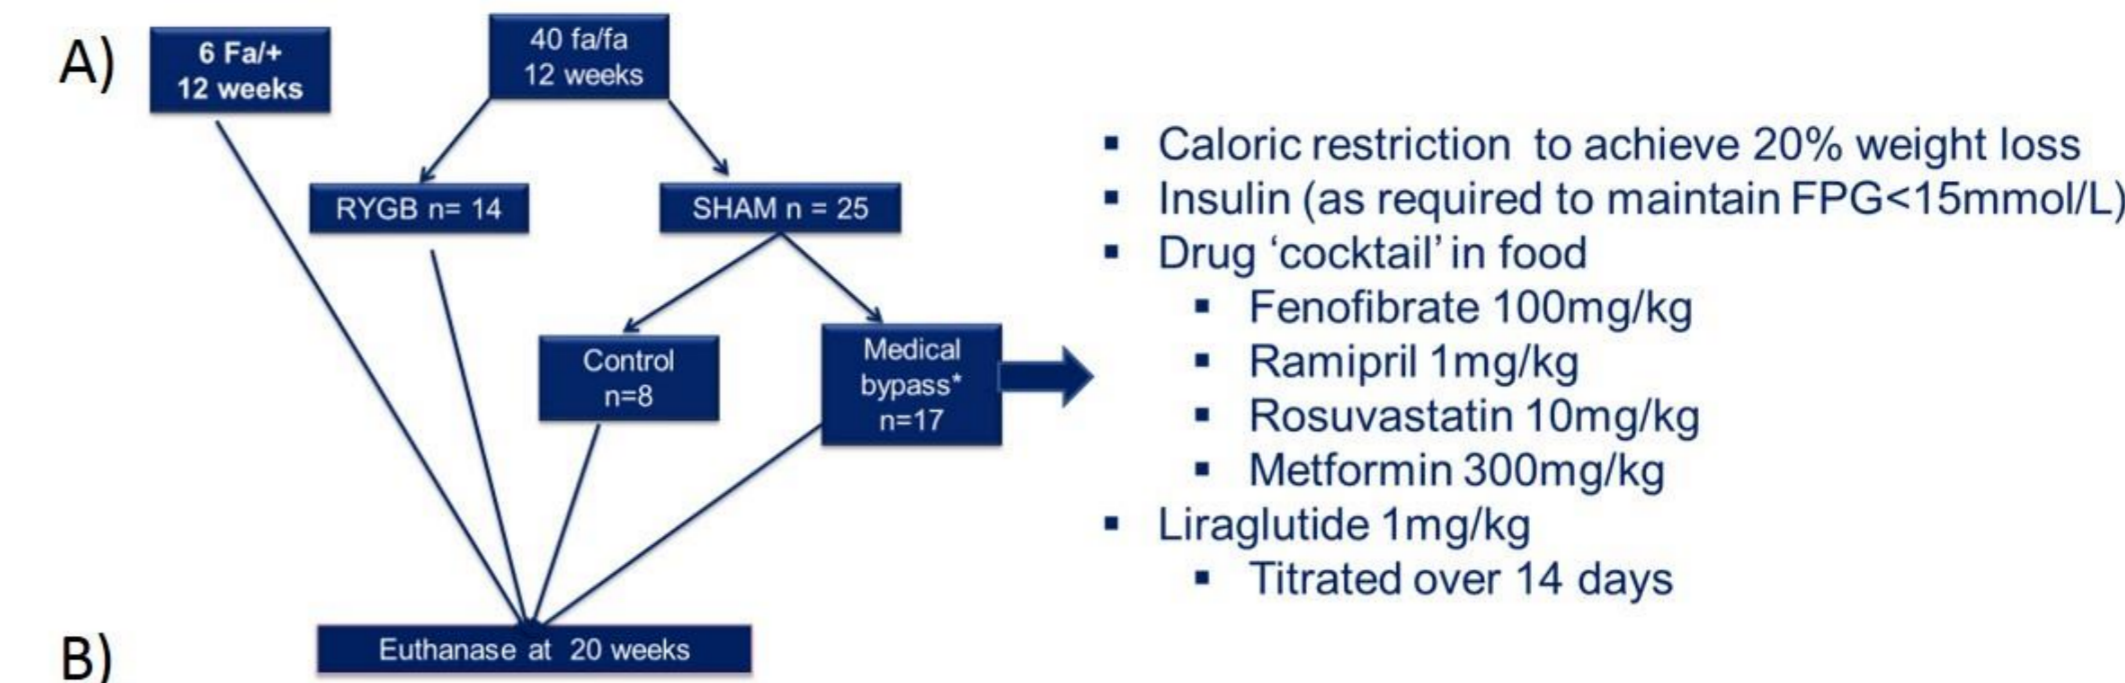 A)
6 Fa/+
12 weeks
40 fa/fa
12 weeks
RYGB n= 14
SHAM n = 25
Control
n=8
Medical
bypass*
n=17
Euthanase at 20 weeks
▪ Caloric restriction to achieve 20% weight loss
▪ Insulin (as required to maintain FPG<15mmol/L)
▪ Drug ‘cocktail’ in food
▪ Fenofibrate 100mg/kg
▪ Ramipril 1mg/kg
▪ Rosuvastatin 10mg/kg
▪ Metformin 300mg/kg
▪ Liraglutide 1mg/kg
▪ Titrated over 14 days
B)